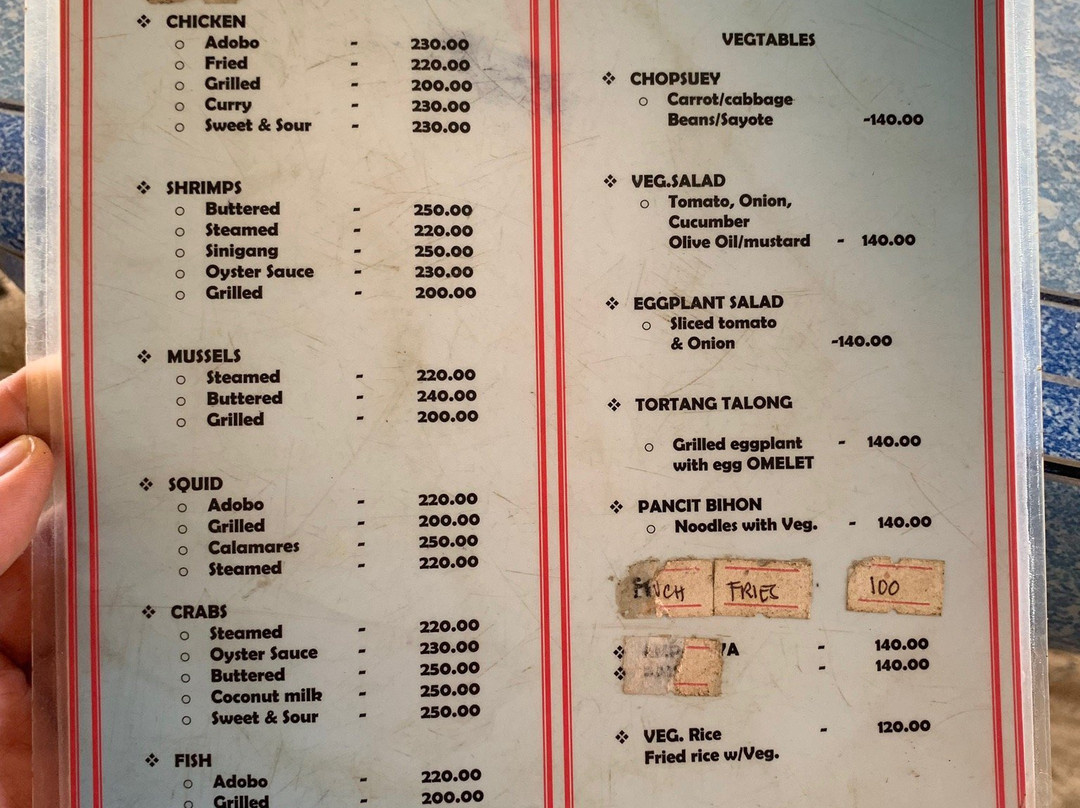 ❖ CHICKEN
○ Adobo - 230.00
○ Fried - 220.00
○ Grilled - 200.00
○ Curry - 230.00
○ Sweet & Sour - 230.00
❖ SHRIMPS
○ Buttered - 250.00
○ Steamed - 220.00
○ Sinigang - 250.00
○ Oyster Sauce - 230.00
○ Grilled - 200.00
❖ MUSSELS
○ Steamed - 220.00
○ Buttered - 240.00
○ Grilled - 200.00
❖ SQUID
○ Adobo - 220.00
○ Grilled - 200.00
○ Calamares - 250.00
○ Steamed - 220.00
❖ CRABS
○ Steamed - 220.00
○ Oyster Sauce - 230.00
○ Buttered - 250.00
○ Coconut milk - 250.00
○ Sweet & Sour - 250.00
❖ FISH
○ Adobo - 220.00
○ Grilled - 200.00
VEGTABLES
❖ CHOPSUEY
○ Carrot/cabbage
Beans/Sayote -140.00
❖ VEG.SALAD
○ Tomato, Onion,
Cucumber
Olive Oil/mustard - 140.00
❖ EGGPLANT SALAD
○ Sliced tomato
& Onion -140.00
❖ TORTANG TALONG
○ Grilled eggplant - 140.00
with egg OMELET
❖ PANCIT BIHON
○ Noodles with Veg. - 140.00
FRIES 100
❖ - 140.00
❖ - 140.00
❖ VEG. Rice - 120.00
Fried rice w/Veg.